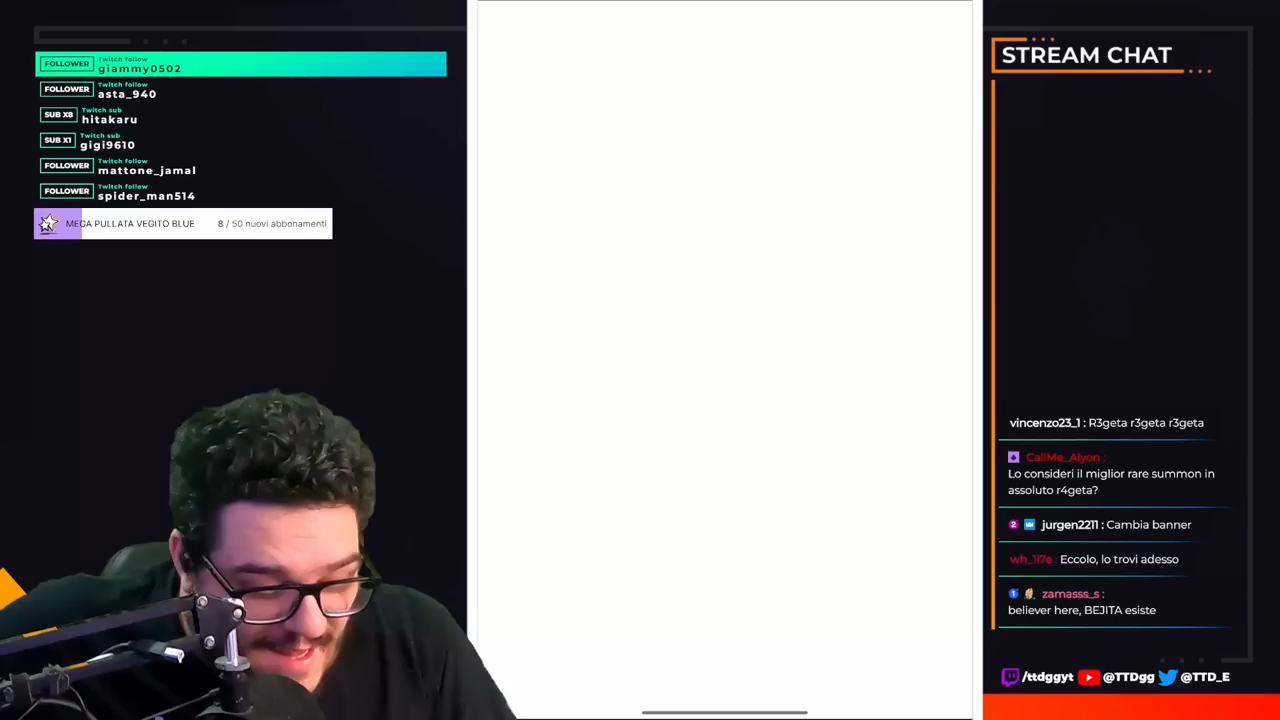 FOLLOWER Twitch follow
giammy0502
FOLLOWER Twitch follow
asta_940
SUB X8 Twitch sub
hitakaru
SUB X1 Twitch sub
gigi9610
FOLLOWER Twitch follow
mattone_jamal
FOLLOWER Twitch follow
spider_man514
MEGA PULLATA VEGITO BLUE 8 / 50 nuovi abbonamenti
STREAM CHAT
vincenzo23_1 : R3geta r3geta r3geta
CallMe_Alyon :
Lo consideri il miglior rare summon in
assoluto r4geta?
2 jurgen2211 : Cambia banner
wh_1i7e : Eccolo, lo trovi adesso
1 zamasss_s :
believer here, BEJITA esiste
/ttdggyt @TTDgg @TTD_E